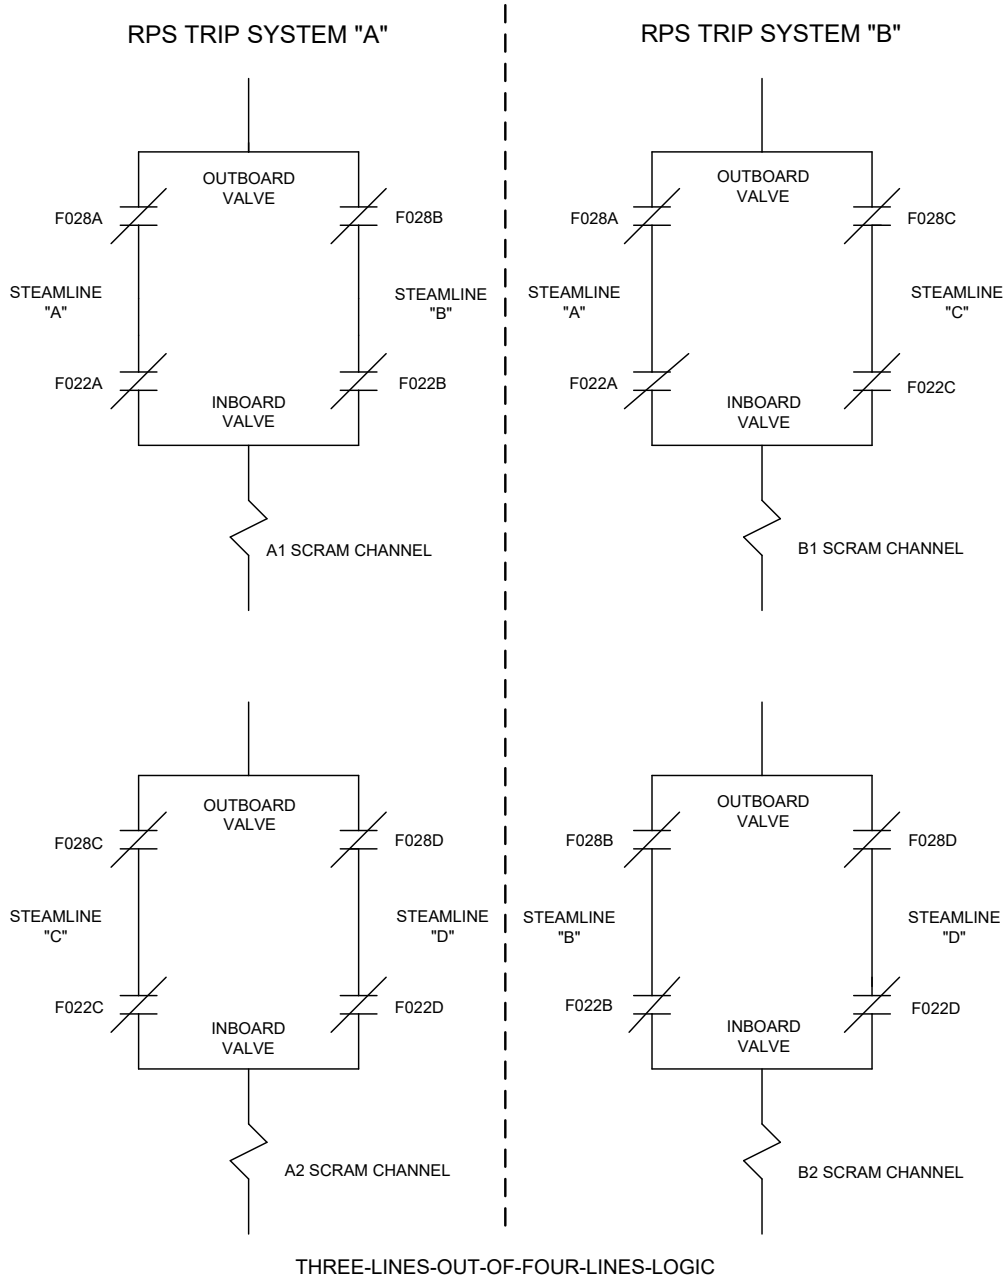 RPS TRIP SYSTEM "A"
RPS TRIP SYSTEM "B"
OUTBOARD
VALVE
F028A
F028B
STEAMLINE
"A"
STEAMLINE
"B"
F022A
F022B
INBOARD
VALVE
A1 SCRAM CHANNEL
OUTBOARD
VALVE
F028A
F028C
STEAMLINE
"A"
STEAMLINE
"C"
F022A
F022C
INBOARD
VALVE
B1 SCRAM CHANNEL
OUTBOARD
VALVE
F028C
F028D
STEAMLINE
"C"
STEAMLINE
"D"
F022C
F022D
INBOARD
VALVE
A2 SCRAM CHANNEL
OUTBOARD
VALVE
F028B
F028D
STEAMLINE
"B"
STEAMLINE
"D"
F022B
F022D
INBOARD
VALVE
B2 SCRAM CHANNEL
THREE-LINES-OUT-OF-FOUR-LINES-LOGIC